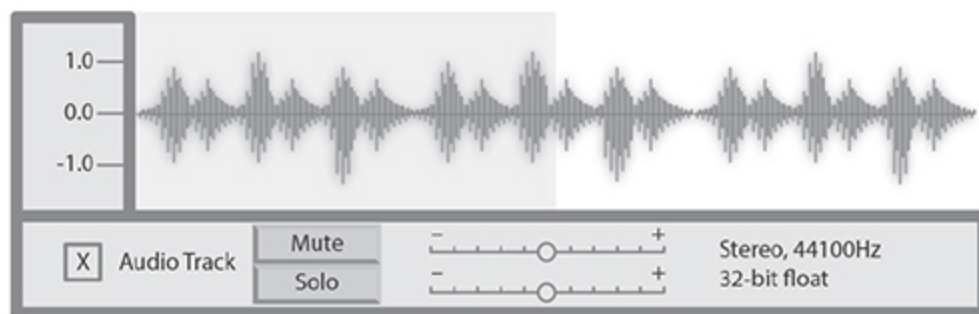 1.0
0.0
-1.0
X Audio Track
Mute
Solo
- +
- +
Stereo, 44100Hz
32-bit float